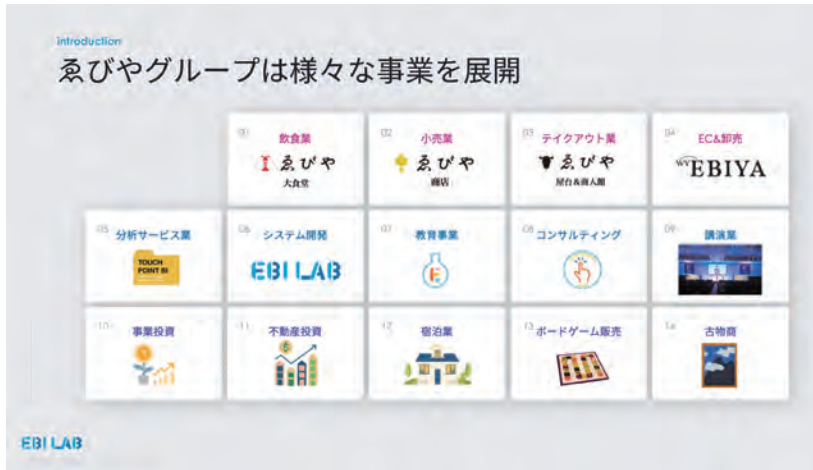 introduction
ゑびやグループは様々な事業を展開
01 飲食業
ゑびや
大食堂
02 小売業
ゑびや
商店
03 テイクアウト業
ゑびや
屋台&商人館
04 EC&卸売
EBIYA
05 分析サービス業
TOUCH
POINT BI
06 システム開発
EBI LAB
07 教育事業
E
08 コンサルティング
09 講演業
10 事業投資
11 不動産投資
12 宿泊業
13 ボードゲーム販売
14 古物商
EBI LAB